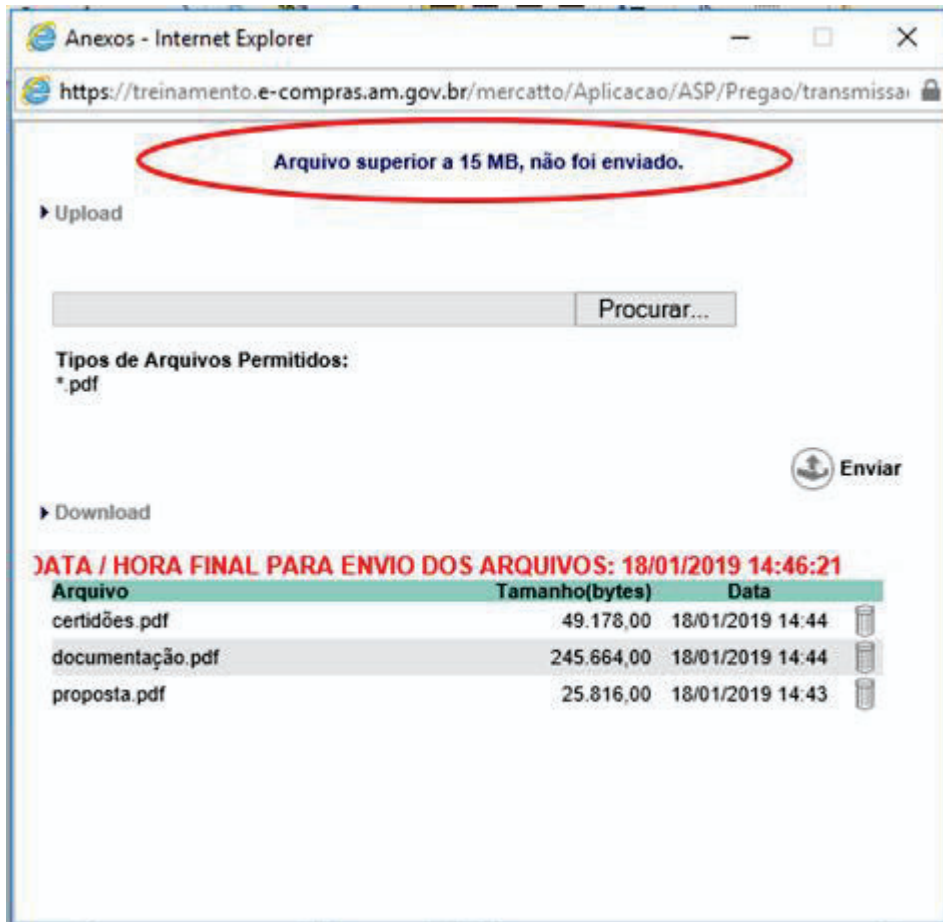 Anexos - Internet Explorer
https://treinamento.e-compras.am.gov.br/mercatto/Aplicacao/ASP/Pregao/transmissa
Arquivo superior a 15 MB, não foi enviado.
Upload
Procurar...
Tipos de Arquivos Permitidos:
*.pdf
Enviar
Download
DATA / HORA FINAL PARA ENVIO DOS ARQUIVOS: 18/01/2019 14:46:21
Arquivo Tamanho(bytes) Data
certidões.pdf 49.178,00 18/01/2019 14:44
documentação.pdf 245.664,00 18/01/2019 14:44
proposta.pdf 25.816,00 18/01/2019 14:43